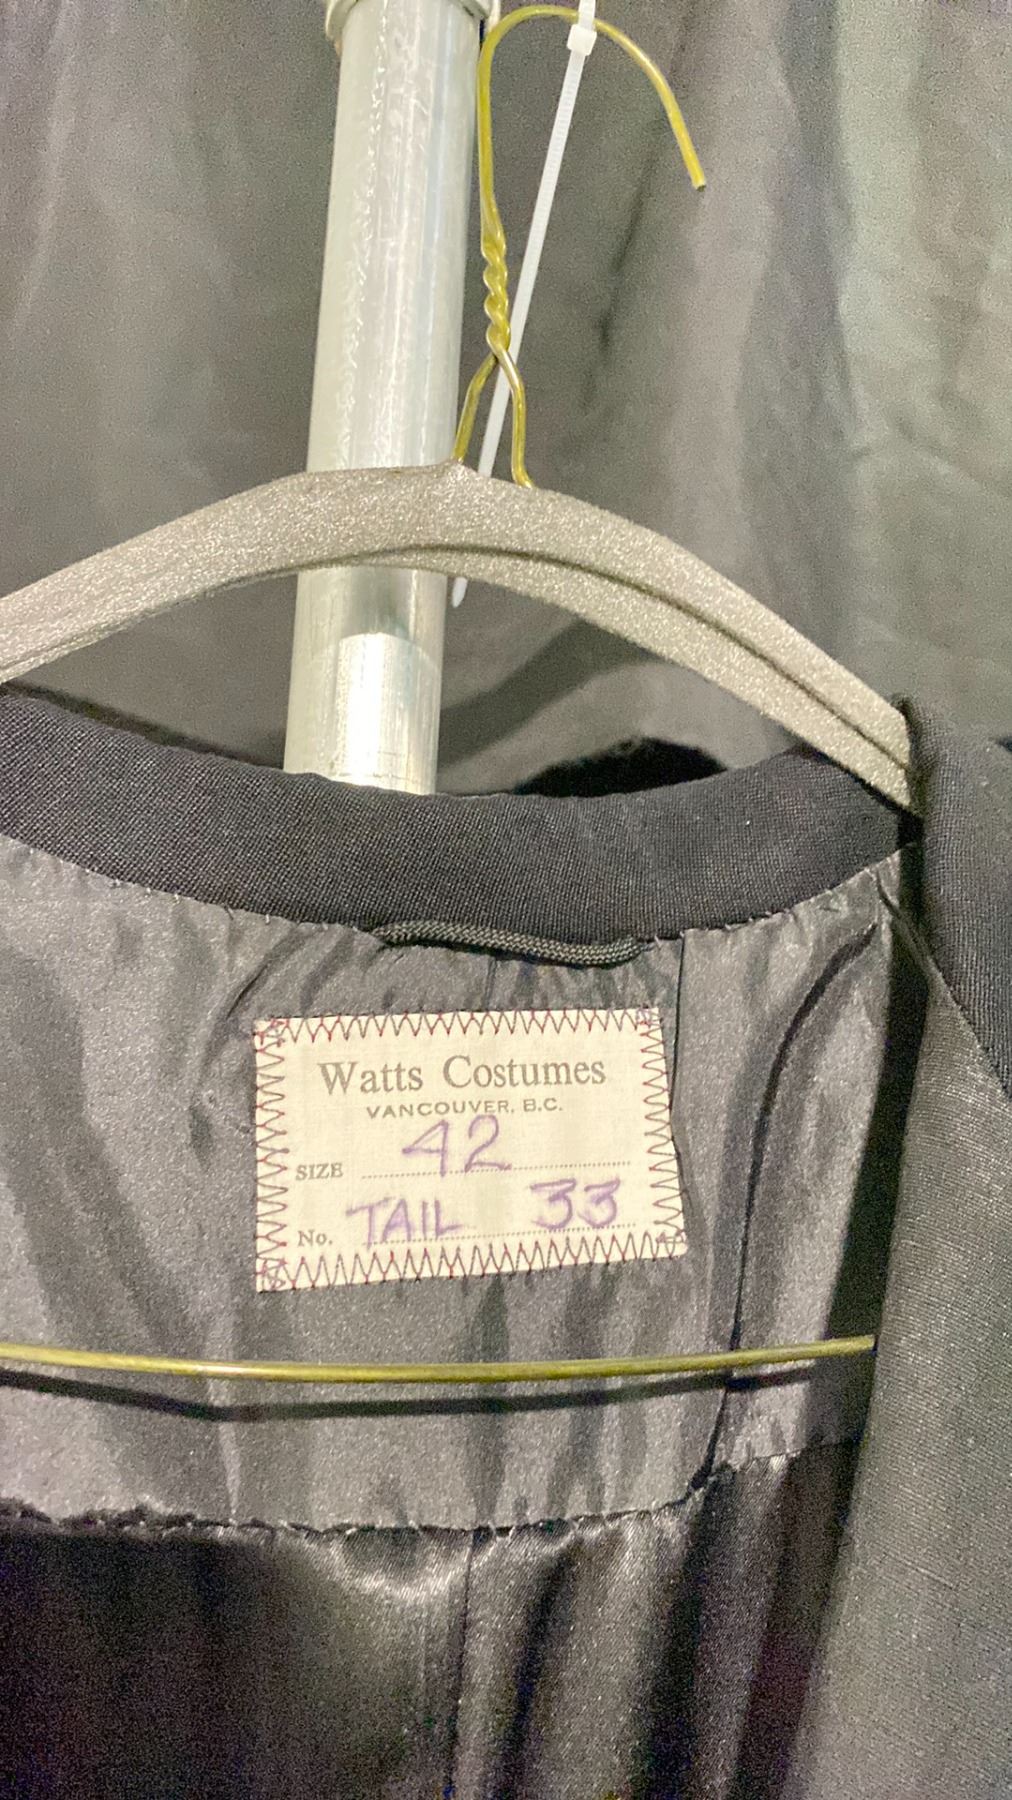 Watts Costumes
VANCOUVER, B.C.
SIZE 42
No. TAIL 33